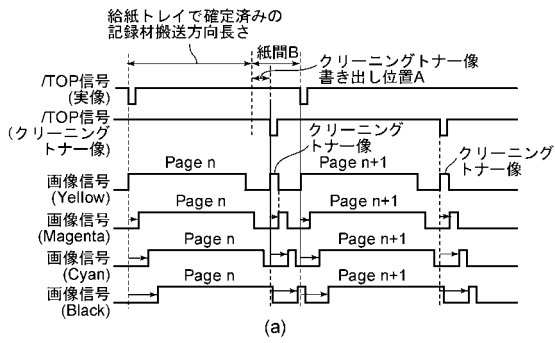 給紙トレイで確定済みの
記録材搬送方向長さ
紙間B
クリーニングトナー像
書き出し位置A
/TOP信号
(実像)
/TOP信号
(クリーニング
トナー像)
クリーニング
トナー像
クリーニング
トナー像
画像信号
(Yellow)
Page n
Page n+1
画像信号
(Magenta)
Page n
Page n+1
画像信号
(Cyan)
Page n
Page n+1
画像信号
(Black)
Page n
Page n+1
(a)